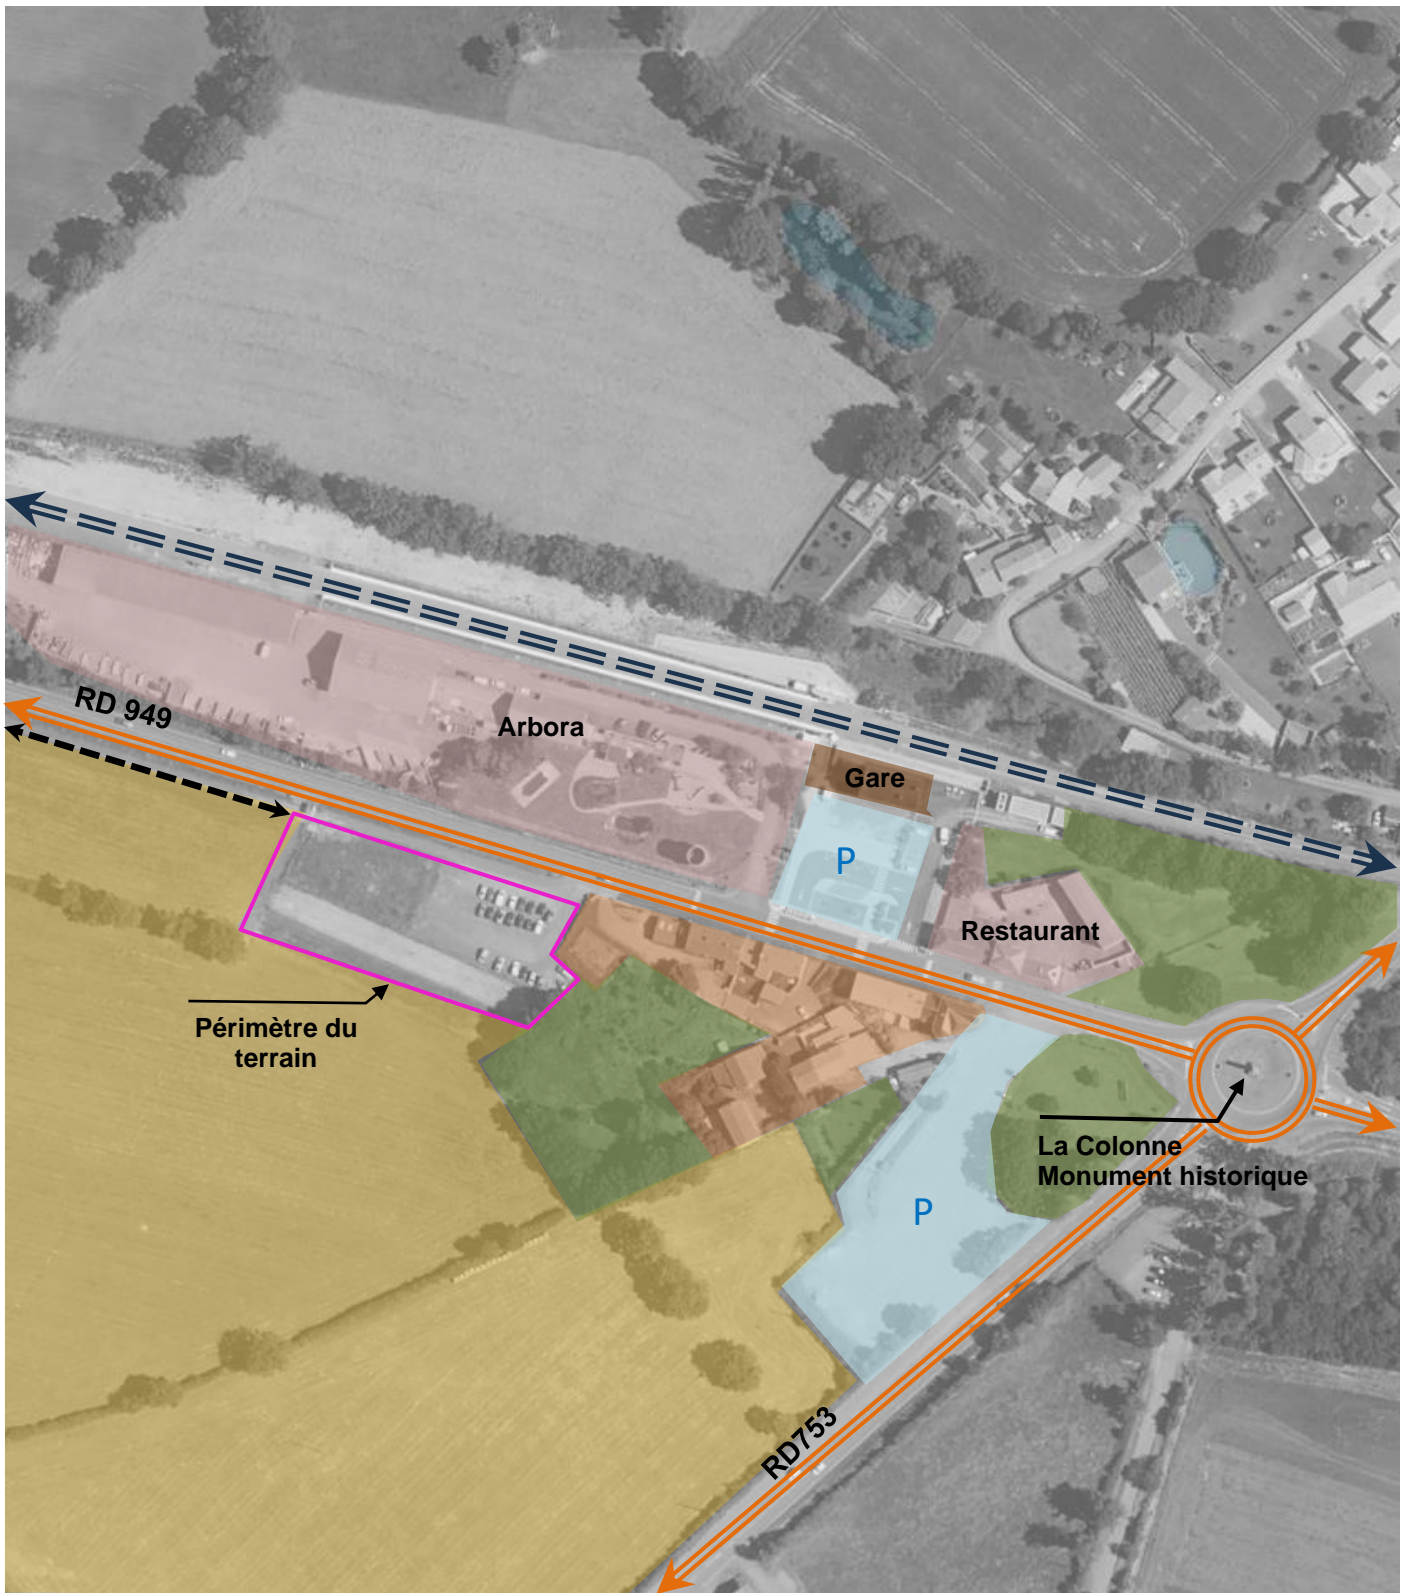 RD 949
Arbora
Gare
P
Restaurant
Périmètre du
terrain
La Colonne
Monument historique
P
RD753